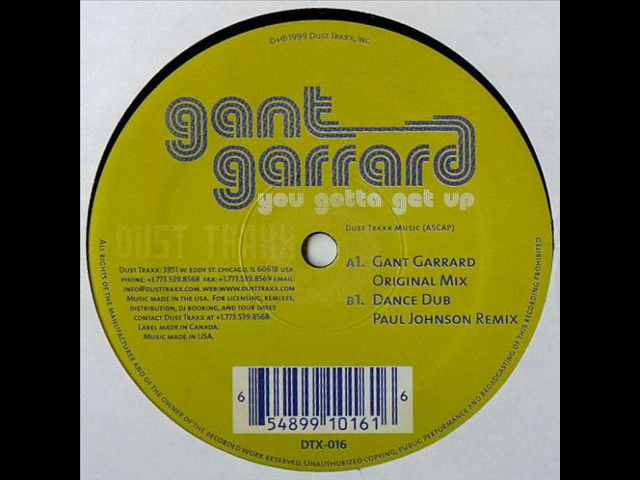 ©+℗1999 Dust Traxx, Inc
gant
garrard
you gotta get up
Dust Traxx Music (ASCAP)
DUST TRAXX
A1. Gant Garrard
Original Mix
B1. Dance Dub
Paul Johnson Remix
Dust Traxx: 3851 W. Eddy St. Chicago, IL 60618 USA
Phone: +1.773.539.8568 Fax: +1.773.539.8569 Email:
info@dusttraxx.com. Web: www.dusttraxx.com
Music made in the USA. For licensing, remixes,
distribution, DJ booking, and tour dates
contact Dust Traxx at +1.773.539.8568
Label made in Canada.
Music made in USA.
6 54899 10161 6
DTX-016
All rights of the manufacturer and of the owner of the recorded work reserved. Unauthorized copying, public performance and broadcasting of this recording prohibited